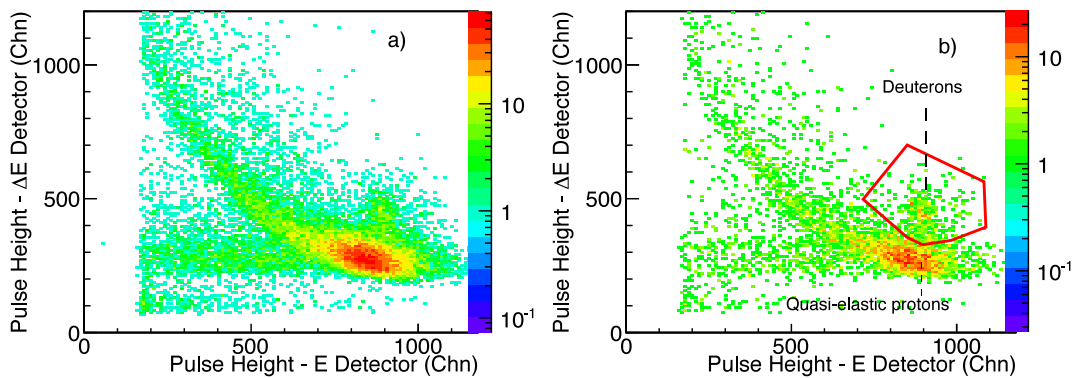 a)
1000
500
0
0
500
1000
10
1
10⁻¹
Pulse Height - ΔE Detector (Chn)
Pulse Height - E Detector (Chn)
b)
Deuterons
Quasi-elastic protons
1000
500
0
0
500
1000
10
1
10⁻¹
Pulse Height - ΔE Detector (Chn)
Pulse Height - E Detector (Chn)